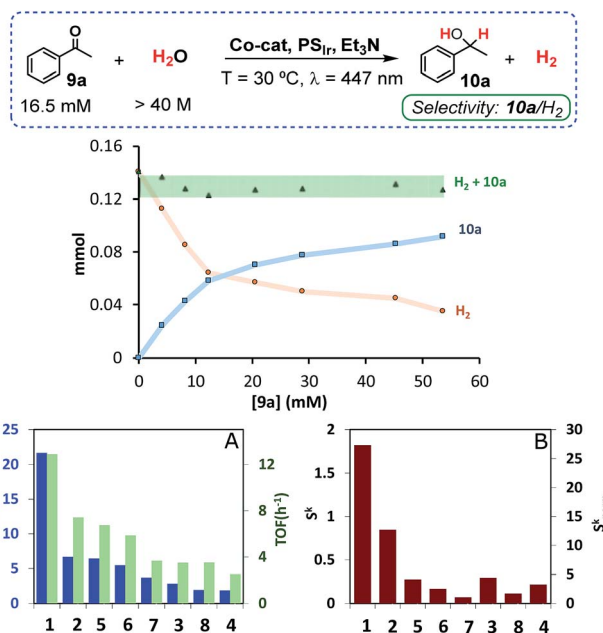 O
9a
+
H₂O
Co-cat, PS_Ir, Et₃N
T = 30 ºC, λ = 447 nm
HO H
10a
+
H₂
16.5 mM
> 40 M
Selectivity: 10a/H₂
0.16
0.12
0.08
0.04
0
mmol
H₂ + 10a
10a
H₂
0 10 20 30 40 50 60
[9a] (mM)
A
25
20
15
10
5
0
12
8
4
0
TOF(h⁻¹)
1 2 5 6 7 3 8 4
B
2
1.5
1
0.5
0
Sᵏ
30
25
20
15
10
5
0
1 2 5 6 7 3 8 4